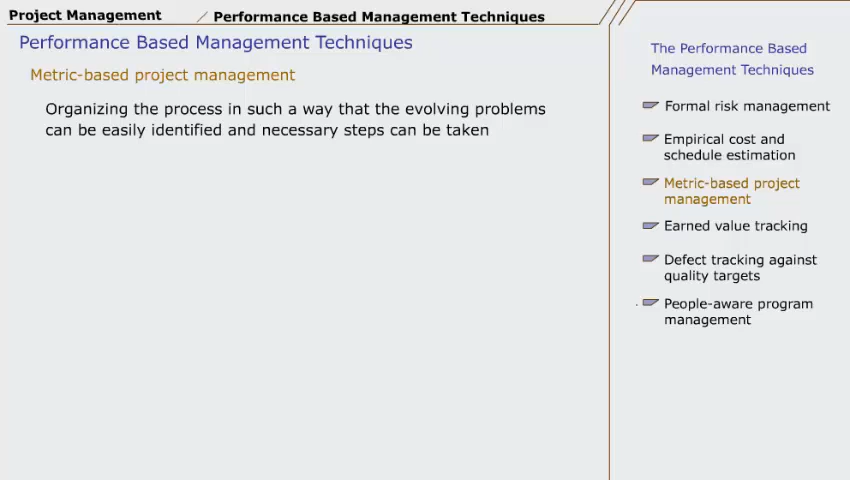 Project Management / Performance Based Management Techniques
Performance Based Management Techniques
Metric-based project management
Organizing the process in such a way that the evolving problems
can be easily identified and necessary steps can be taken
The Performance Based
Management Techniques
Formal risk management
Empirical cost and
schedule estimation
Metric-based project
management
Earned value tracking
Defect tracking against
quality targets
People-aware program
management